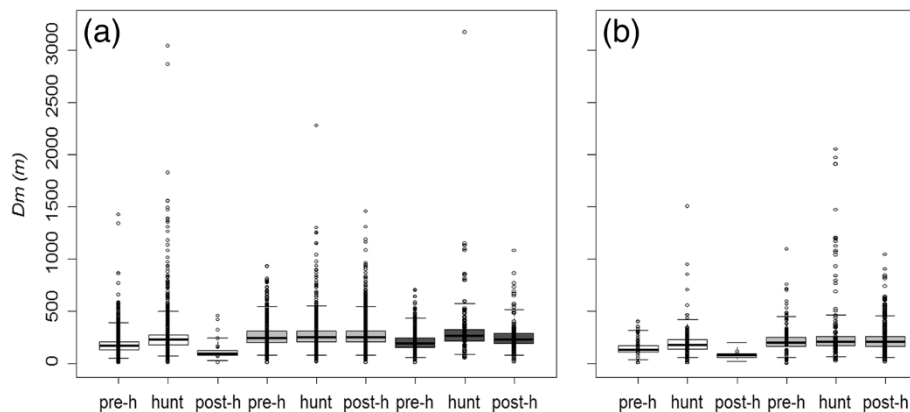 (a) (b)
Dm (m)
3000
2500
2000
1500
1000
500
0
pre-h hunt post-h pre-h hunt post-h pre-h hunt post-h pre-h hunt post-h pre-h hunt post-h